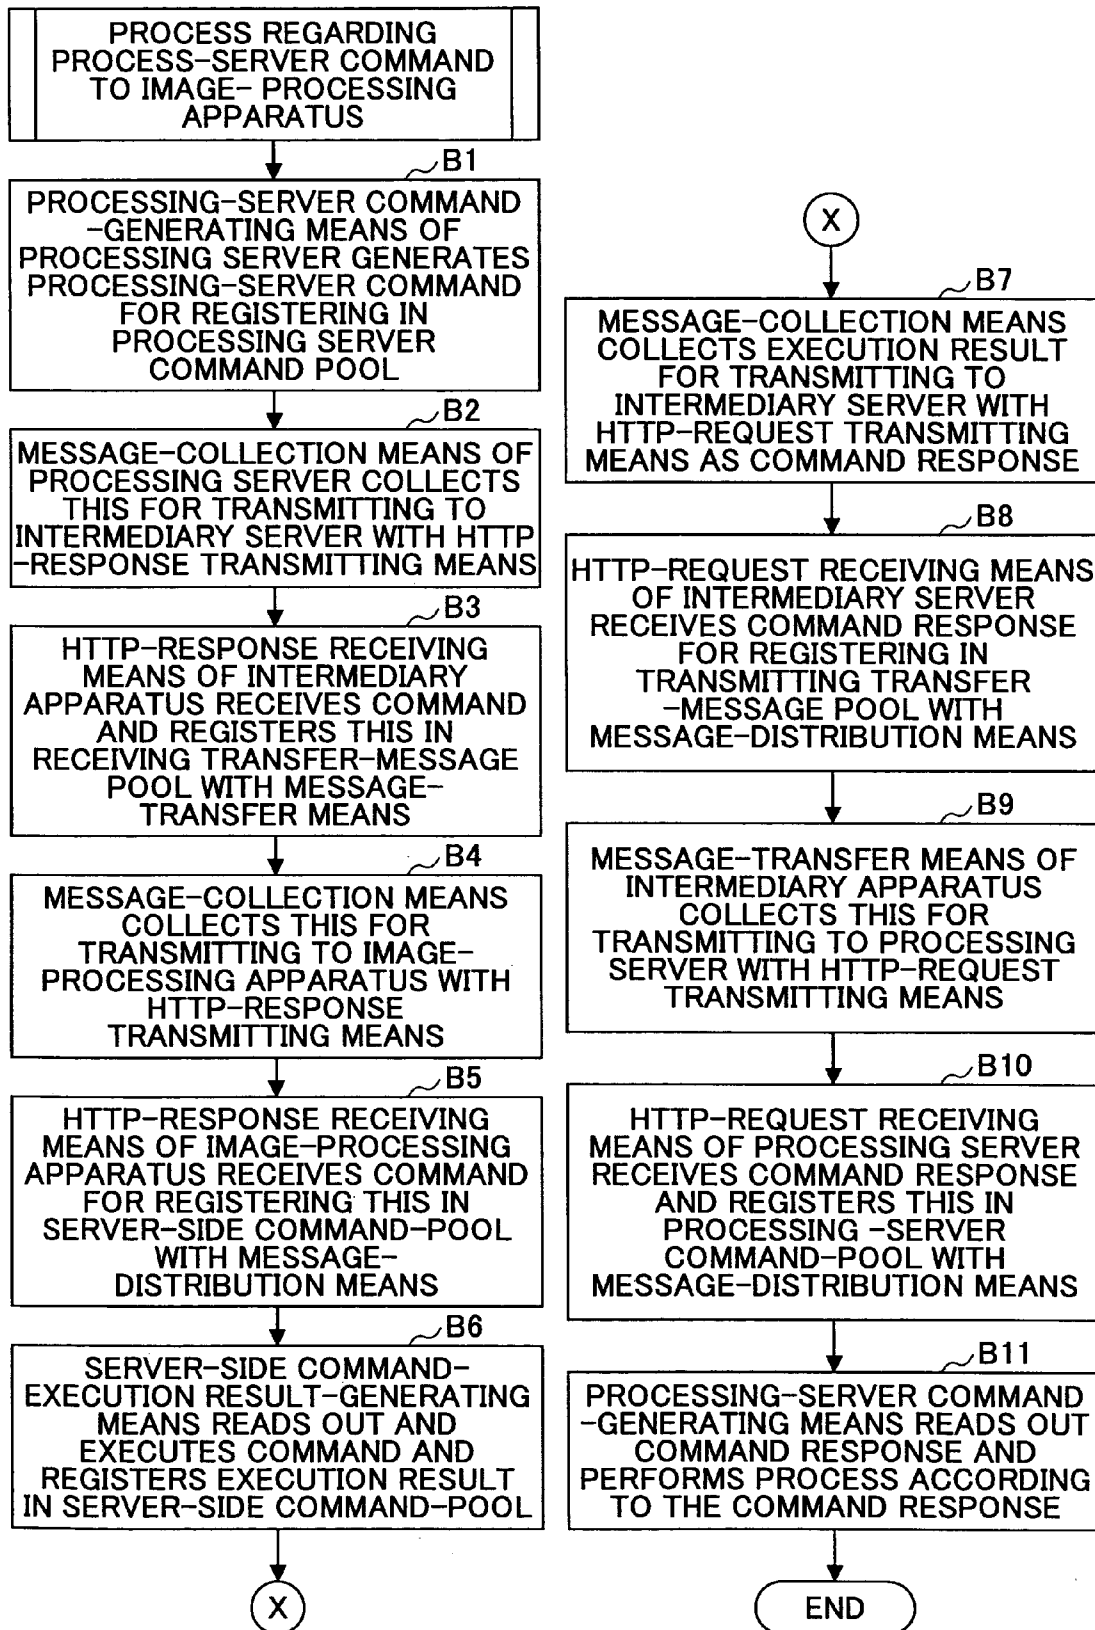 PROCESS REGARDING
PROCESS-SERVER COMMAND
TO IMAGE- PROCESSING
APPARATUS
B1
PROCESSING-SERVER COMMAND
-GENERATING MEANS OF
PROCESSING SERVER GENERATES
PROCESSING-SERVER COMMAND
FOR REGISTERING IN
PROCESSING SERVER
COMMAND POOL
B2
MESSAGE-COLLECTION MEANS OF
PROCESSING SERVER COLLECTS
THIS FOR TRANSMITTING TO
INTERMEDIARY SERVER WITH HTTP
-RESPONSE TRANSMITTING MEANS
B3
HTTP-RESPONSE RECEIVING
MEANS OF INTERMEDIARY
APPARATUS RECEIVES COMMAND
AND REGISTERS THIS IN
RECEIVING TRANSFER-MESSAGE
POOL WITH MESSAGE-
TRANSFER MEANS
B4
MESSAGE-COLLECTION MEANS
COLLECTS THIS FOR
TRANSMITTING TO IMAGE-
PROCESSING APPARATUS WITH
HTTP-RESPONSE
TRANSMITTING MEANS
B5
HTTP-RESPONSE RECEIVING
MEANS OF IMAGE-PROCESSING
APPARATUS RECEIVES COMMAND
FOR REGISTERING THIS IN
SERVER-SIDE COMMAND-POOL
WITH MESSAGE-
DISTRIBUTION MEANS
B6
SERVER-SIDE COMMAND-
EXECUTION RESULT-GENERATING
MEANS READS OUT AND
EXECUTES COMMAND AND
REGISTERS EXECUTION RESULT
IN SERVER-SIDE COMMAND-POOL
X
X
B7
MESSAGE-COLLECTION MEANS
COLLECTS EXECUTION RESULT
FOR TRANSMITTING TO
INTERMEDIARY SERVER WITH
HTTP-REQUEST TRANSMITTING
MEANS AS COMMAND RESPONSE
B8
HTTP-REQUEST RECEIVING MEANS
OF INTERMEDIARY SERVER
RECEIVES COMMAND RESPONSE
FOR REGISTERING IN
TRANSMITTING TRANSFER
-MESSAGE POOL WITH
MESSAGE-DISTRIBUTION MEANS
B9
MESSAGE-TRANSFER MEANS OF
INTERMEDIARY APPARATUS
COLLECTS THIS FOR
TRANSMITTING TO PROCESSING
SERVER WITH HTTP-REQUEST
TRANSMITTING MEANS
B10
HTTP-REQUEST RECEIVING
MEANS OF PROCESSING SERVER
RECEIVES COMMAND RESPONSE
AND REGISTERS THIS IN
PROCESSING -SERVER
COMMAND-POOL WITH
MESSAGE-DISTRIBUTION MEANS
B11
PROCESSING-SERVER COMMAND
-GENERATING MEANS READS OUT
COMMAND RESPONSE AND
PERFORMS PROCESS ACCORDING
TO THE COMMAND RESPONSE
END